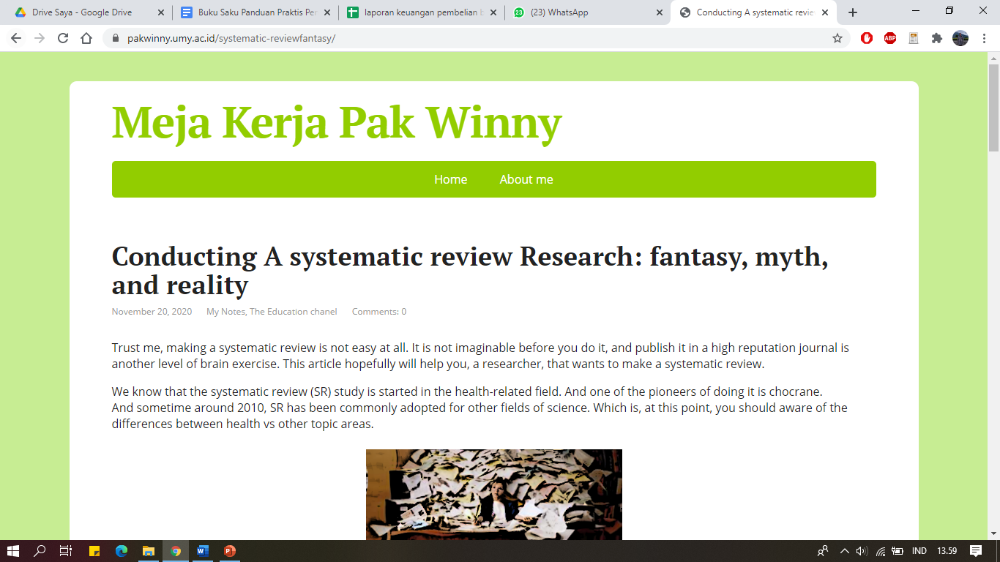 Drive Saya - Google Drive
Buku Saku Panduan Praktis Per
laporan keuangan pembelian b
(23) WhatsApp
Conducting A systematic revie
pakwinny.umy.ac.id/systematic-reviewfantasy/
Meja Kerja Pak Winny
Home About me
Conducting A systematic review Research: fantasy, myth,
and reality
November 20, 2020 My Notes, The Education chanel Comments: 0
Trust me, making a systematic review is not easy at all. It is not imaginable before you do it, and publish it in a high reputation journal is
another level of brain exercise. This article hopefully will help you, a researcher, that wants to make a systematic review.
We know that the systematic review (SR) study is started in the health-related field. And one of the pioneers of doing it is chocrane.
And sometime around 2010, SR has been commonly adopted for other fields of science. Which is, at this point, you should aware of the
differences between health vs other topic areas.
IND 13.59